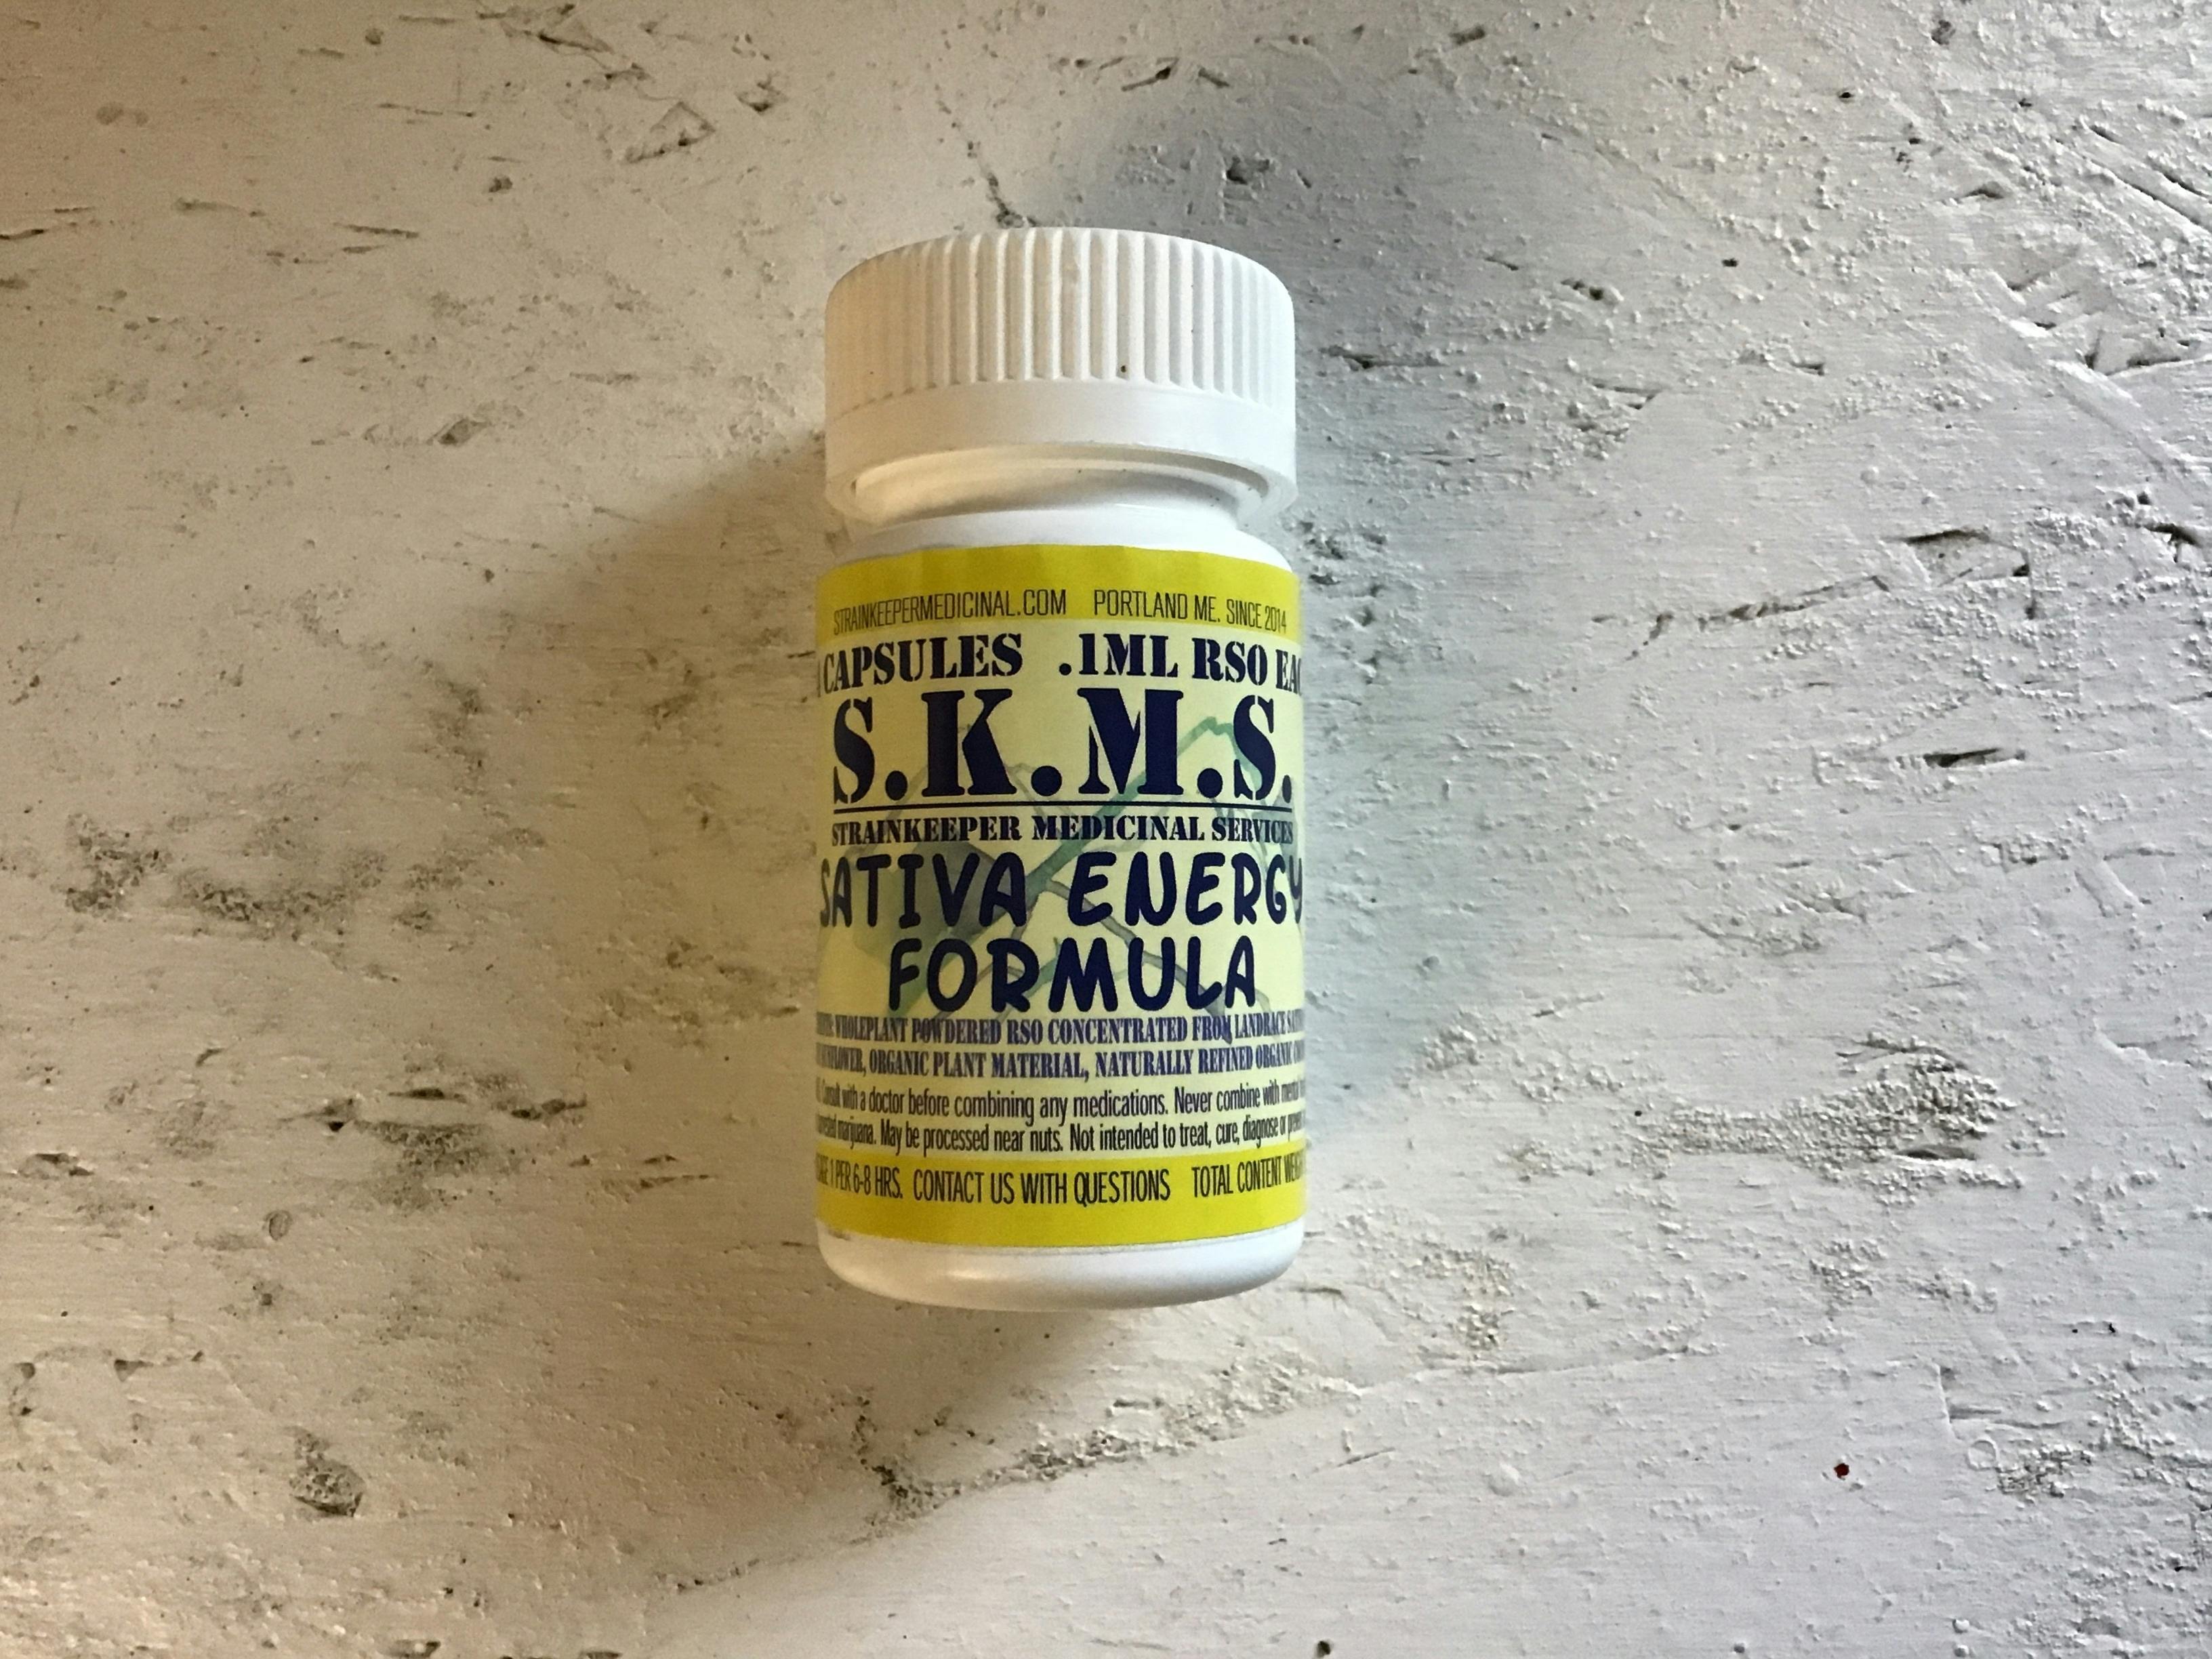 STRAINKEEPERMEDICINAL.COM PORTLAND ME. SINCE 2014
CAPSULES .1ML RSO
S.K.M.S.
STRAINKEEPER MEDICINAL SERVICES
SATIVA ENERGY
FORMULA
WHOLEPLANT POWDERED RSO CONCENTRATED FROM LANDRACE
ORGANIC PLANT MATERIAL, NATURALLY REFINED ORGANIC
Consult with a doctor before combining any medications. Never combine with
marijuana. May be processed near nuts. Not intended to treat, cure, diagnose or
1 PER 6-8 HRS. CONTACT US WITH QUESTIONS TOTAL CONTENT